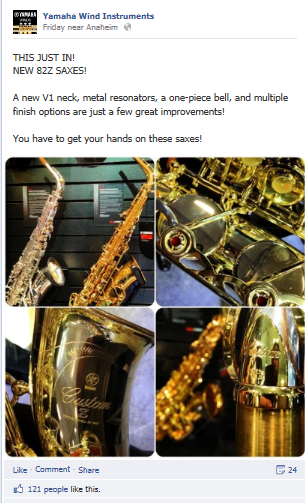 YAMAHA
Yamaha Wind Instruments
Friday near Anaheim
THIS JUST IN!
NEW 82Z SAXES!
A new V1 neck, metal resonators, a one-piece bell, and multiple
finish options are just a few great improvements!
You have to get your hands on these saxes!
YAMAHA
Custom
Z
Like · Comment · Share
24
121 people like this.